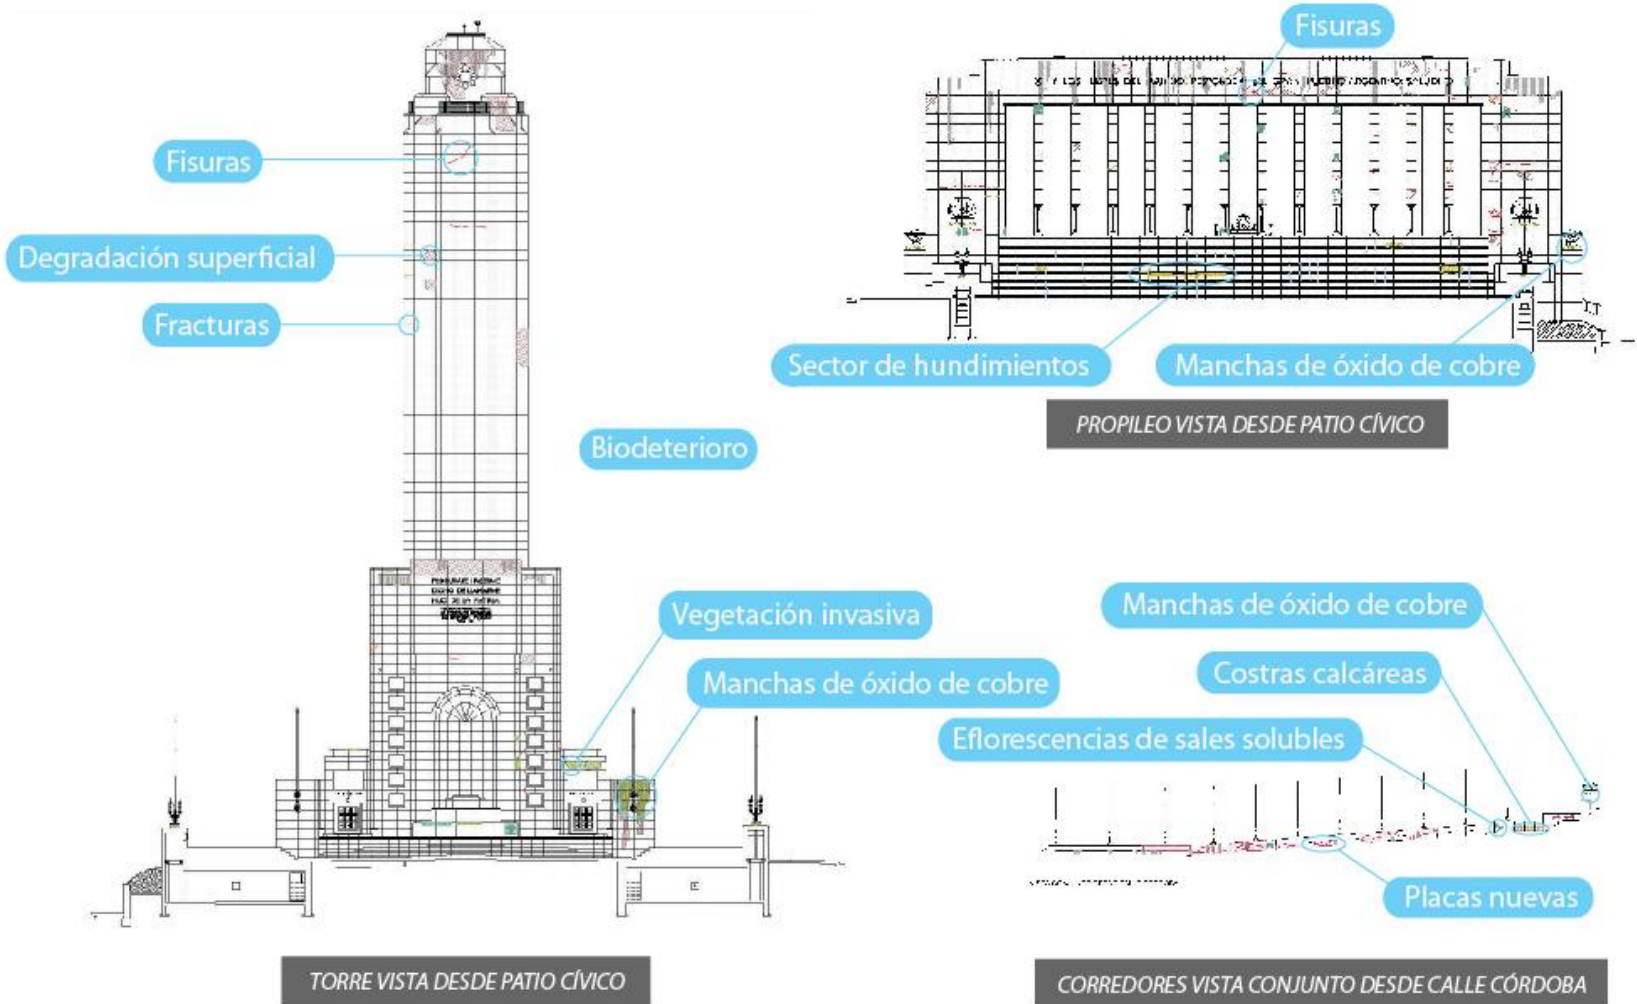 Fisuras
Degradación superficial
Fracturas
Biodeterioro
Vegetación invasiva
Manchas de óxido de cobre
TORRE VISTA DESDE PATIO CÍVICO
Fisuras
Sector de hundimientos
Manchas de óxido de cobre
PROPILEO VISTA DESDE PATIO CÍVICO
Manchas de óxido de cobre
Costras calcáreas
Eflorescencias de sales solubles
Placas nuevas
CORREDORES VISTA CONJUNTO DESDE CALLE CÓRDOBA